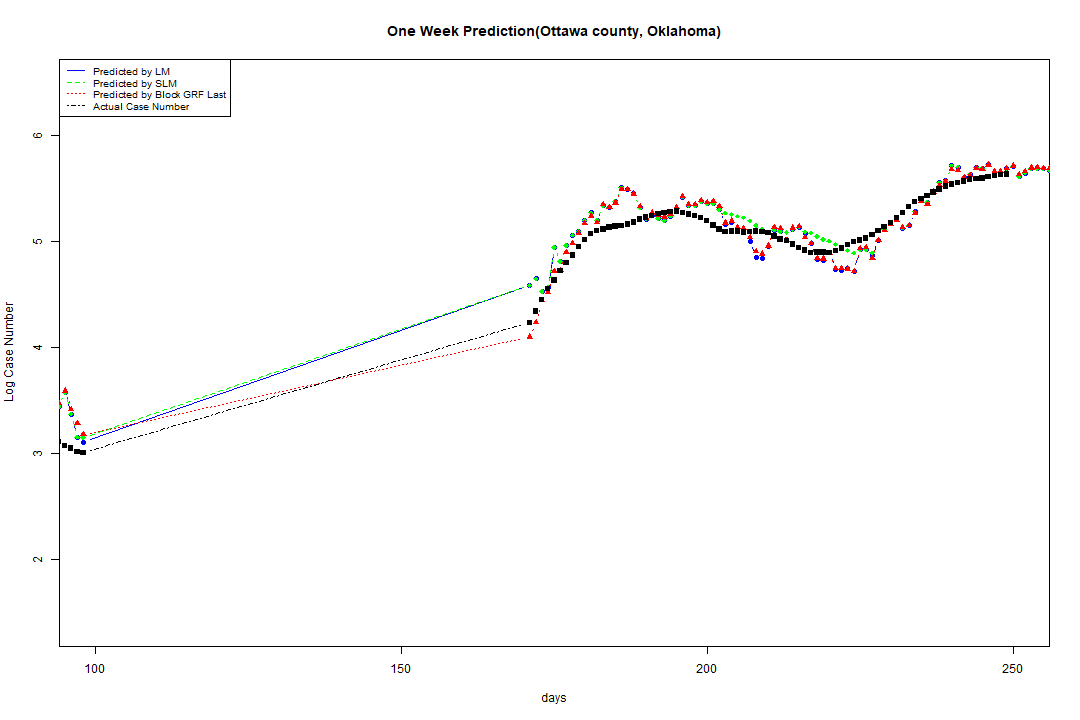 One Week Prediction(Ottawa county, Oklahoma)
Predicted by LM
Predicted by SLM
Predicted by Block GRF Last
Actual Case Number
6
5
4
3
2
Log Case Number
100
150
200
250
days